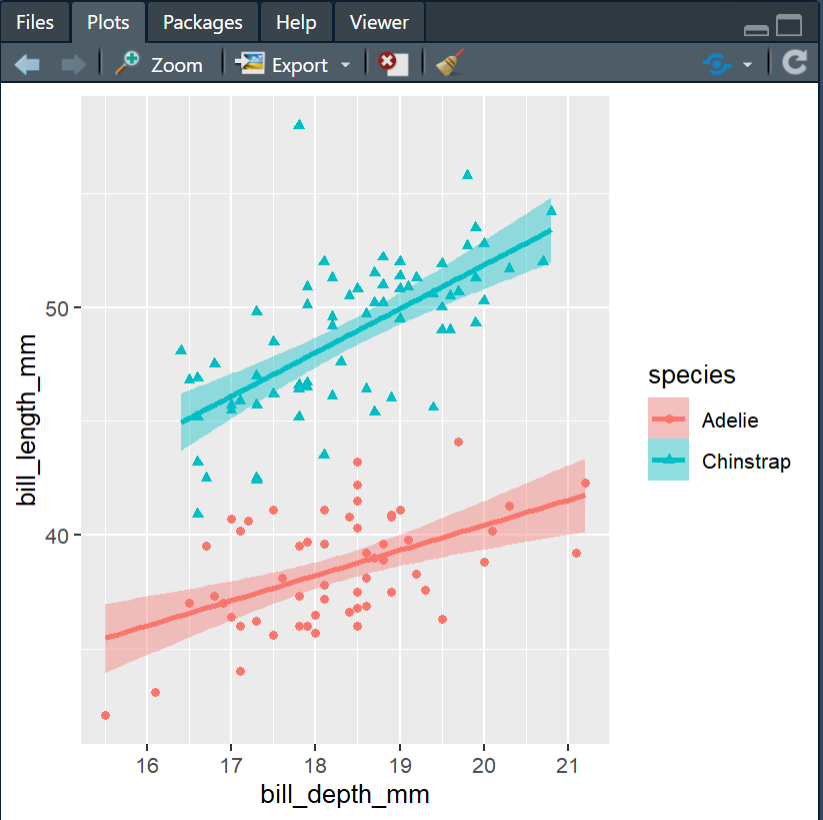 Files Plots Packages Help Viewer
Zoom Export
50
40
bill_length_mm
16 17 18 19 20 21
bill_depth_mm
species
Adelie
Chinstrap